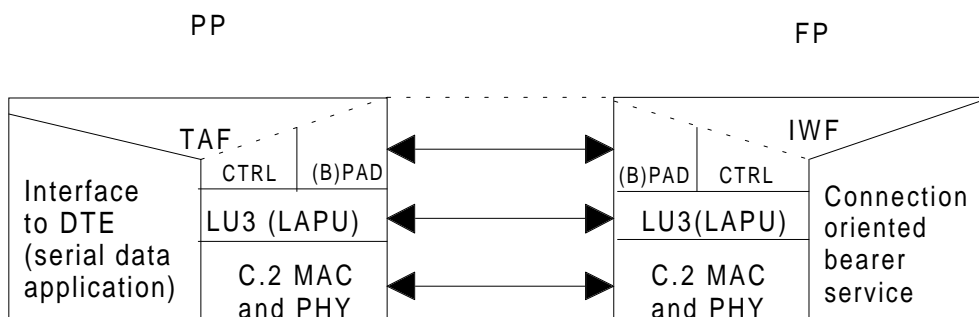 PP
FP
TAF
IWF
CTRL
(B)PAD
(B)PAD
CTRL
Interface
to DTE
(serial data
application)
LU3 (LAPU)
LU3(LAPU)
Connection
oriented
bearer
service
C.2 MAC
and PHY
C.2 MAC
and PHY